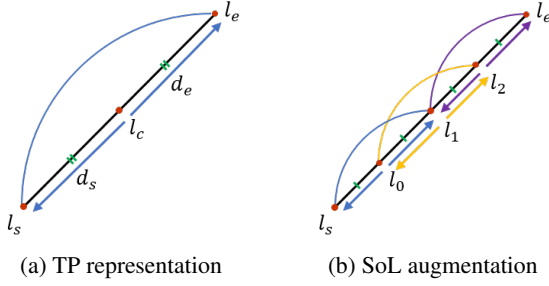 l_e
d_e
l_c
d_s
l_s
l_e
l_2
l_1
l_0
l_s
(a) TP representation
(b) SoL augmentation